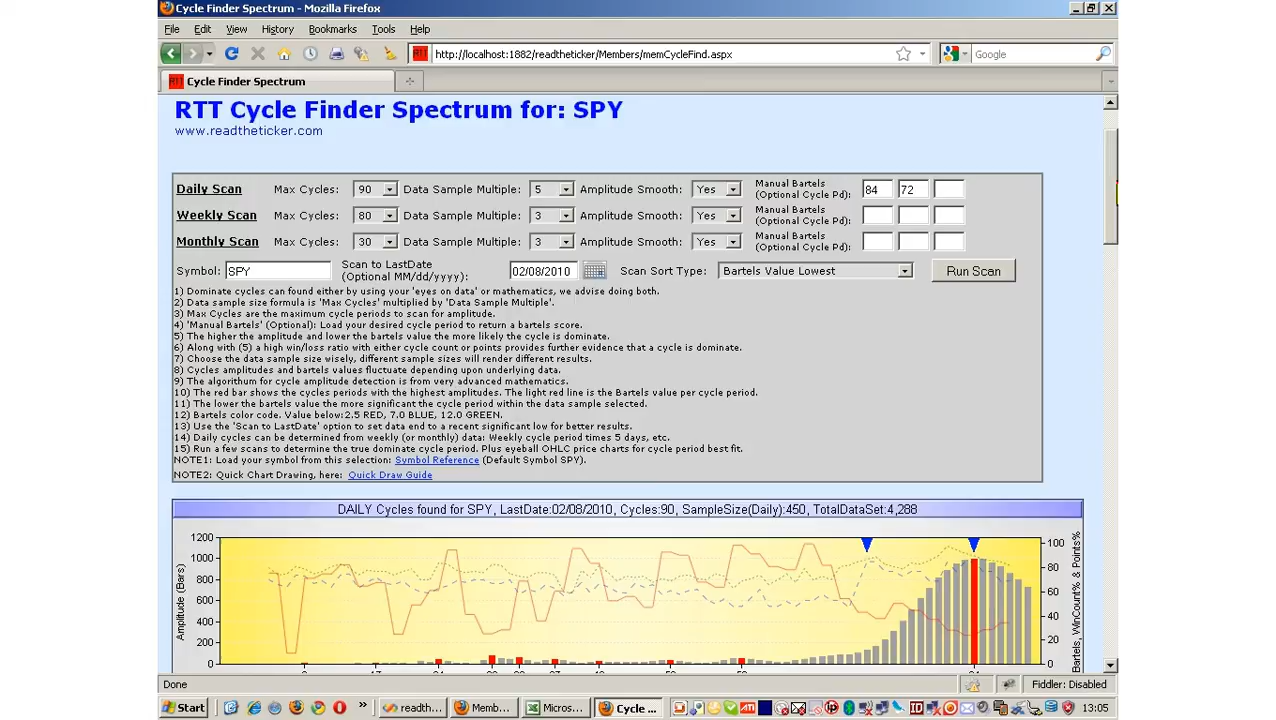 Cycle Finder Spectrum - Mozilla Firefox
File Edit View History Bookmarks Tools Help
http://localhost:1882/readtheticker/Members/memCycleFind.aspx Google
RTT Cycle Finder Spectrum
RTT Cycle Finder Spectrum for: SPY
www.readtheticker.com
Daily Scan Max Cycles: 90 Data Sample Multiple: 5 Amplitude Smooth: Yes Manual Bartels (Optional Cycle Pd): 84 72
Weekly Scan Max Cycles: 80 Data Sample Multiple: 3 Amplitude Smooth: Yes Manual Bartels (Optional Cycle Pd):
Monthly Scan Max Cycles: 30 Data Sample Multiple: 3 Amplitude Smooth: Yes Manual Bartels (Optional Cycle Pd):
Symbol: SPY Scan to LastDate (Optional MM/dd/yyyy): 02/08/2010 Scan Sort Type: Bartels Value Lowest Run Scan
1) Dominate cycles can found either by using your 'eyes on data' or mathematics, we advise doing both.
2) Data sample size formula is 'Max Cycles' multiplied by 'Data Sample Multiple'.
3) Max Cycles are the maximum cycle periods to scan for amplitude.
4) 'Manual Bartels' (Optional): Load your desired cycle period to return a bartels score.
5) The higher the amplitude and lower the bartels value the more likely the cycle is dominate.
6) Along with (5) a high win/loss ratio with either cycle count or points provides further evidence that a cycle is dominate.
7) Choose the data sample size wisely, different sample sizes will render different results.
8) Cycles amplitudes and bartels values fluctuate depending upon underlying data.
9) The algorithum for cycle amplitude detection is from very advanced mathematics.
10) The red bar shows the cycles periods with the highest amplitudes. The light red line is the Bartels value per cycle period.
11) The lower the bartels value the more significant the cycle period within the data sample selected.
12) Bartels color code. Value below:2.5 RED, 7.0 BLUE, 12.0 GREEN.
13) Use the 'Scan to LastDate' option to set data end to a recent significant low for better results.
14) Daily cycles can be determined from weekly (or monthly) data: Weekly cycle period times 5 days, etc.
15) Run a few scans to determine the true dominate cycle period. Plus eyeball OHLC price charts for cycle period best fit.
NOTE1: Load your symbol from this selection: Symbol Reference (Default Symbol SPY).
NOTE2: Quick Chart Drawing, here: Quick Draw Guide
DAILY Cycles found for SPY, LastDate:02/08/2010, Cycles:90, SampleSize(Daily):450, TotalDataSet:4,288
Amplitude (Bars)
1200
1000
800
600
400
200
0
100
80
60
40
20
0
Bartels, WinCount% & Points%
Done Fiddler: Disabled
Start readth... Memb... Micros... Cycle ... 13:05